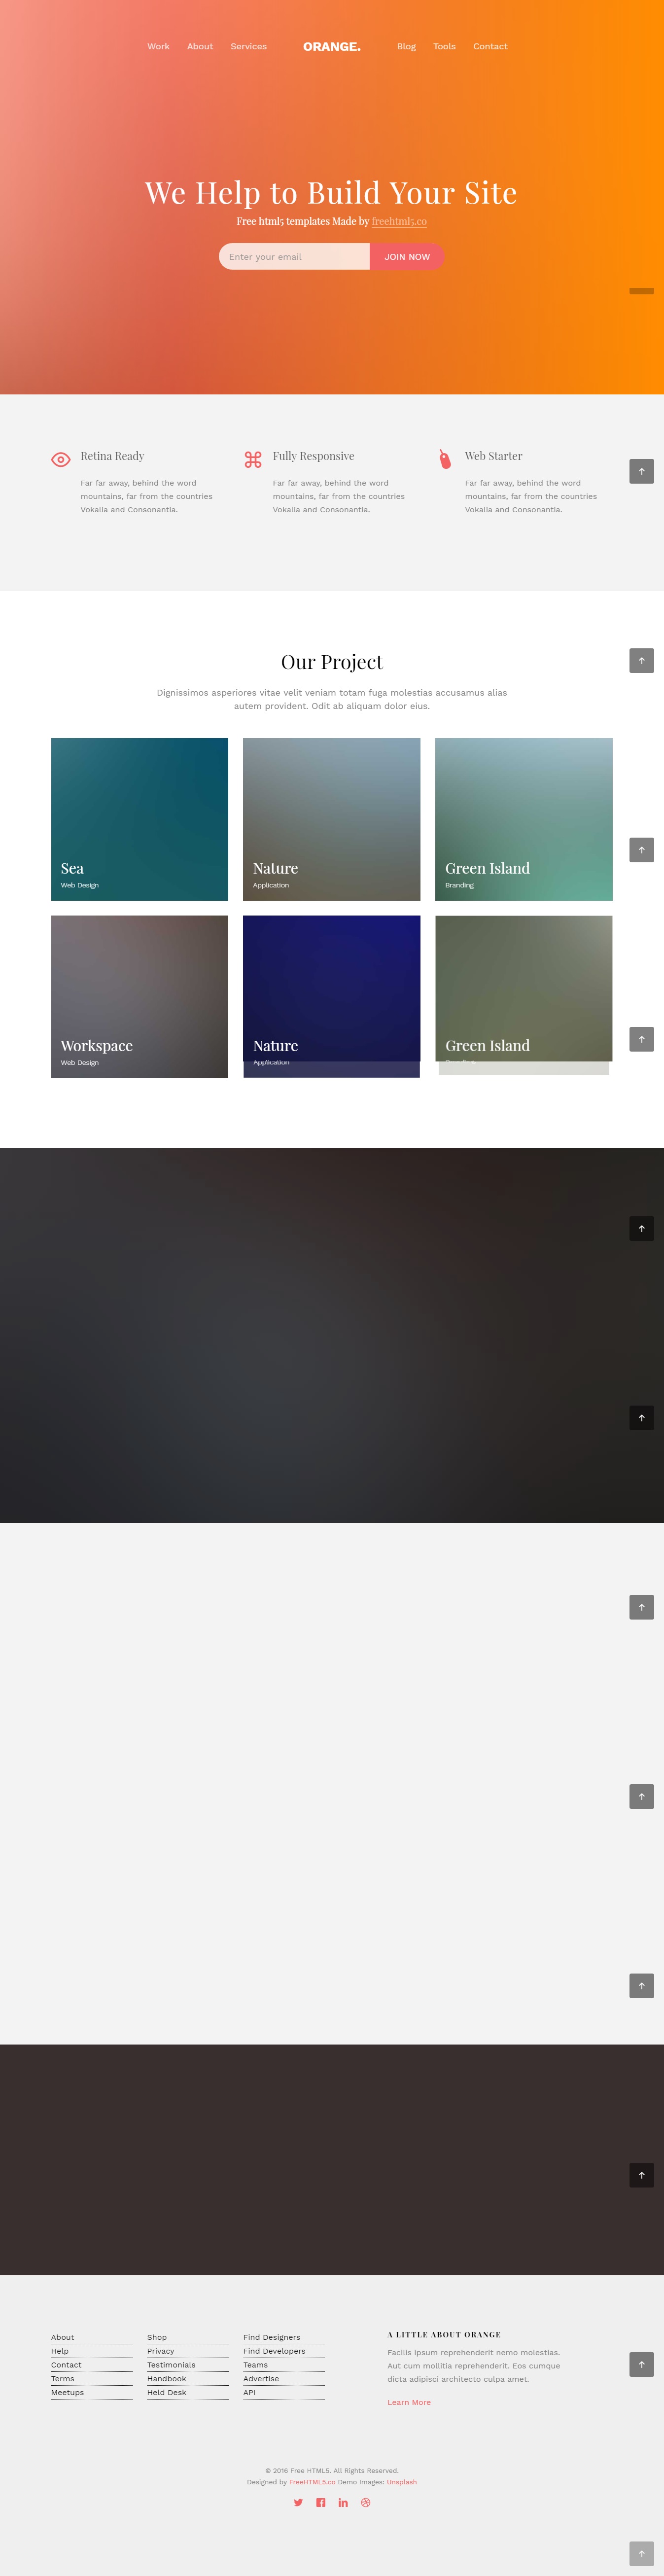 Work About Services ORANGE. Blog Tools Contact
We Help to Build Your Site
Free html5 templates Made by freehtml5.co
Enter your email JOIN NOW
Retina Ready
Far far away, behind the word
mountains, far from the countries
Vokalia and Consonantia.
Fully Responsive
Far far away, behind the word
mountains, far from the countries
Vokalia and Consonantia.
Web Starter
Far far away, behind the word
mountains, far from the countries
Vokalia and Consonantia.
Our Project
Dignissimos asperiores vitae velit veniam totam fuga molestias accusamus alias
autem provident. Odit ab aliquam dolor eius.
Sea
Web Design
Nature
Application
Green Island
Branding
Workspace
Web Design
Nature
Application
Green Island
About
Help
Contact
Terms
Meetups
Shop
Privacy
Testimonials
Handbook
Held Desk
Find Designers
Find Developers
Teams
Advertise
API
A LITTLE ABOUT ORANGE
Facilis ipsum reprehenderit nemo molestias.
Aut cum mollitia reprehenderit. Eos cumque
dicta adipisci architecto culpa amet.
Learn More
© 2016 Free HTML5. All Rights Reserved.
Designed by FreeHTML5.co Demo Images: Unsplash